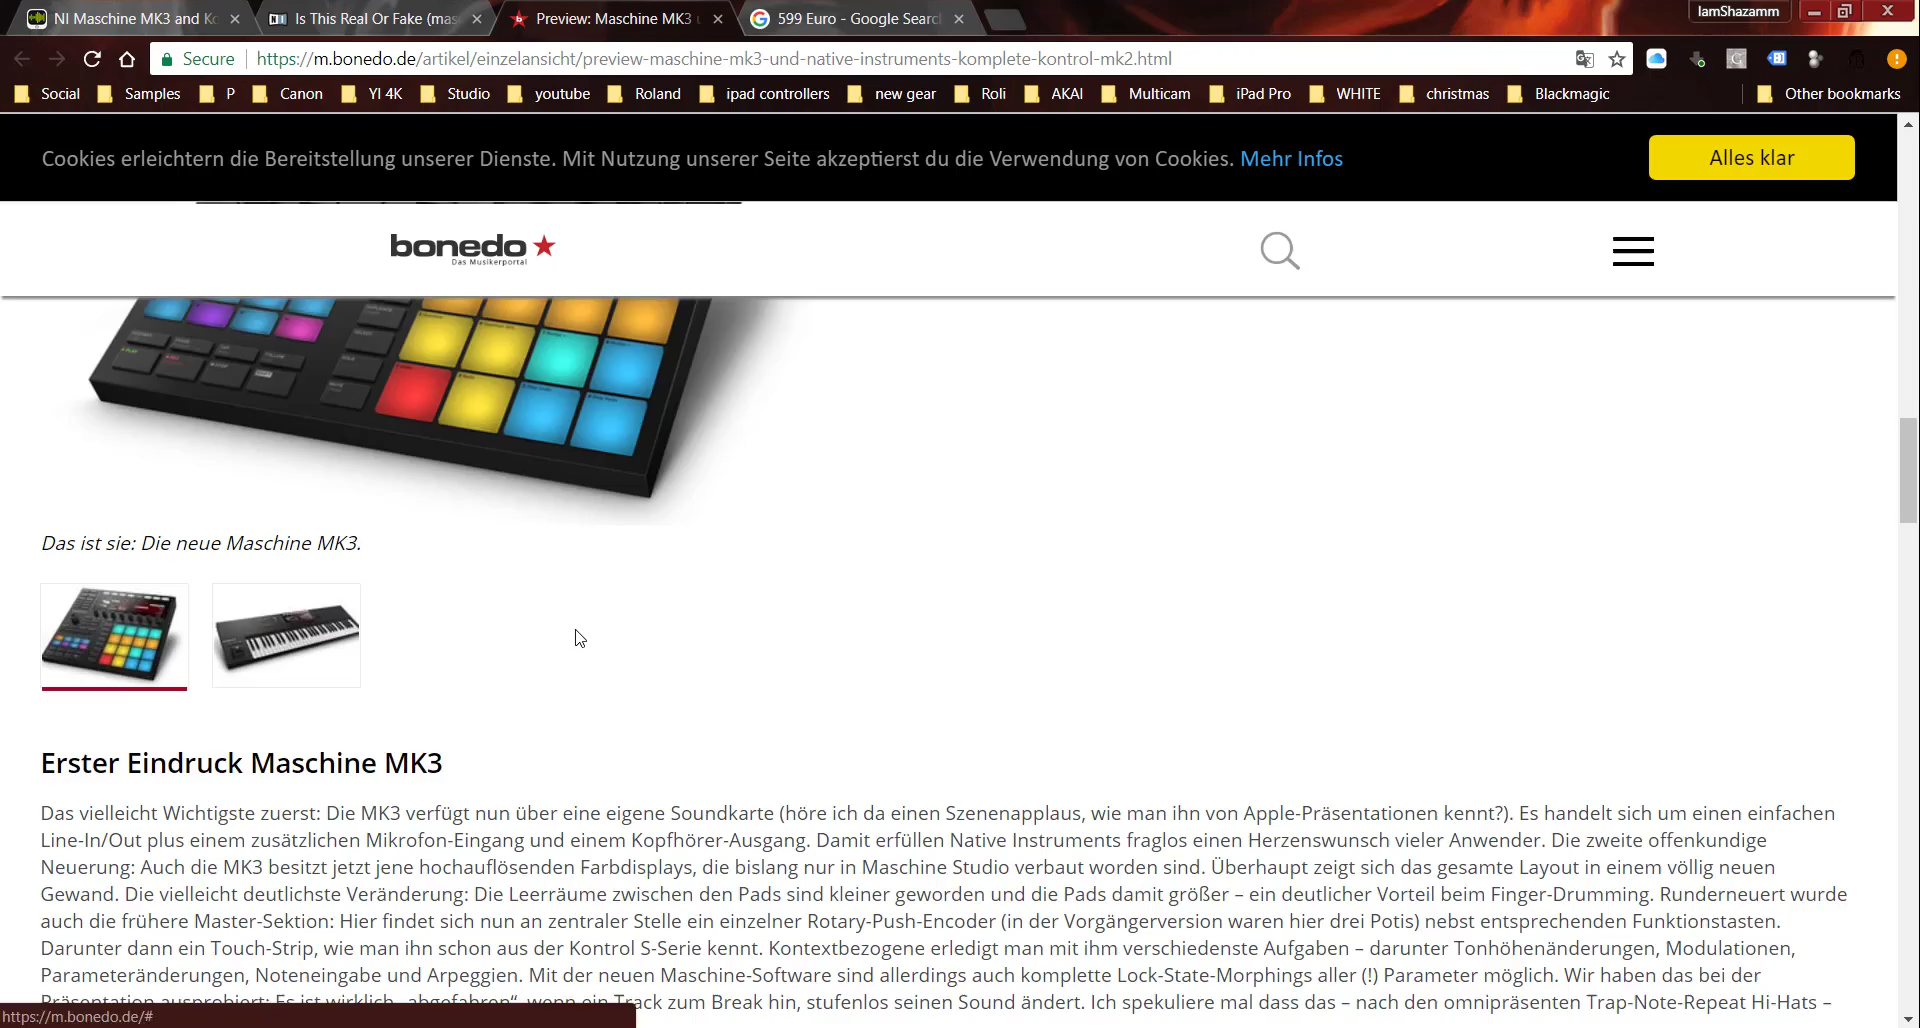 NI Maschine MK3 and Ko
Is This Real Or Fake (mas
Preview: Maschine MK3 u
599 Euro - Google Search
IamShazamm
Secure
https://m.bonedo.de/artikel/einzelansicht/preview-maschine-mk3-und-native-instruments-komplete-kontrol-mk2.html
Social Samples P Canon YI 4K Studio youtube Roland ipad controllers new gear Roli AKAI Multicam iPad Pro WHITE christmas Blackmagic Other bookmarks
Cookies erleichtern die Bereitstellung unserer Dienste. Mit Nutzung unserer Seite akzeptierst du die Verwendung von Cookies. Mehr Infos
Alles klar
bonedo
Das Musikerportal
Das ist sie: Die neue Maschine MK3.
Erster Eindruck Maschine MK3
Das vielleicht Wichtigste zuerst: Die MK3 verfügt nun über eine eigene Soundkarte (höre ich da einen Szenenapplaus, wie man ihn von Apple-Präsentationen kennt?). Es handelt sich um einen einfachen
Line-In/Out plus einem zusätzlichen Mikrofon-Eingang und einem Kopfhörer-Ausgang. Damit erfüllen Native Instruments fraglos einen Herzenswunsch vieler Anwender. Die zweite offenkundige
Neuerung: Auch die MK3 besitzt jetzt jene hochauflösenden Farbdisplays, die bislang nur in Maschine Studio verbaut worden sind. Überhaupt zeigt sich das gesamte Layout in einem völlig neuen
Gewand. Die vielleicht deutlichste Veränderung: Die Leerräume zwischen den Pads sind kleiner geworden und die Pads damit größer – ein deutlicher Vorteil beim Finger-Drumming. Runderneuert wurde
auch die frühere Master-Sektion: Hier findet sich nun an zentraler Stelle ein einzelner Rotary-Push-Encoder (in der Vorgängerversion waren hier drei Potis) nebst entsprechenden Funktionstasten.
Darunter dann ein Touch-Strip, wie man ihn schon aus der Kontrol S-Serie kennt. Kontextbezogene erledigt man mit ihm verschiedenste Aufgaben – darunter Tonhöhenänderungen, Modulationen,
Parameteränderungen, Noteneingabe und Arpeggien. Mit der neuen Maschine-Software sind allerdings auch komplette Lock-State-Morphings aller (!) Parameter möglich. Wir haben das bei der
Präsentation ausprobiert: Es ist wirklich „abgefahren“, wenn ein Track zum Break hin, stufenlos seinen Sound ändert. Ich spekuliere mal dass das – nach den omnipräsenten Trap-Note-Repeat Hi-Hats –
https://m.bonedo.de/#